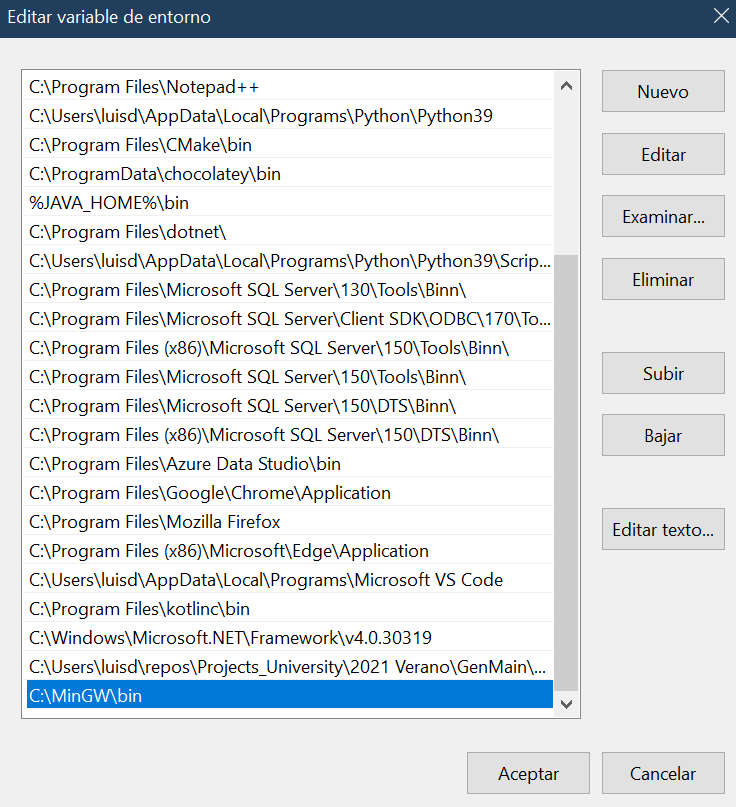 Editar variable de entorno
C:\Program Files\Notepad++
C:\Users\luisd\AppData\Local\Programs\Python\Python39
C:\Program Files\CMake\bin
C:\ProgramData\chocolatey\bin
%JAVA_HOME%\bin
C:\Program Files\dotnet\
C:\Users\luisd\AppData\Local\Programs\Python\Python39\Scrip...
C:\Program Files\Microsoft SQL Server\130\Tools\Binn\
C:\Program Files\Microsoft SQL Server\Client SDK\ODBC\170\To...
C:\Program Files (x86)\Microsoft SQL Server\150\Tools\Binn\
C:\Program Files\Microsoft SQL Server\150\Tools\Binn\
C:\Program Files\Microsoft SQL Server\150\DTS\Binn\
C:\Program Files (x86)\Microsoft SQL Server\150\DTS\Binn\
C:\Program Files\Azure Data Studio\bin
C:\Program Files\Google\Chrome\Application
C:\Program Files\Mozilla Firefox
C:\Program Files (x86)\Microsoft\Edge\Application
C:\Users\luisd\AppData\Local\Programs\Microsoft VS Code
C:\Program Files\kotlinc\bin
C:\Windows\Microsoft.NET\Framework\v4.0.30319
C:\Users\luisd\repos\Projects_University\2021 Verano\GenMain\...
C:\MinGW\bin
Nuevo
Editar
Examinar...
Eliminar
Subir
Bajar
Editar texto...
Aceptar
Cancelar